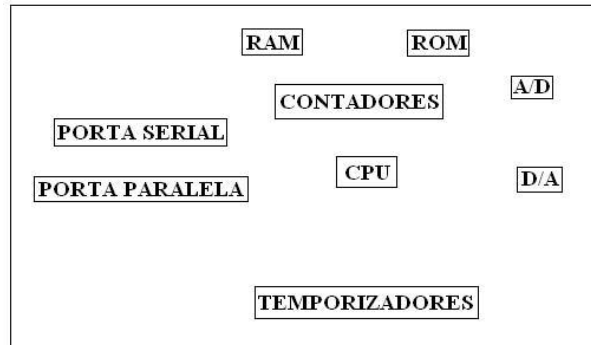 RAM
ROM
A/D
CONTADORES
PORTA SERIAL
CPU
D/A
PORTA PARALELA
TEMPORIZADORES